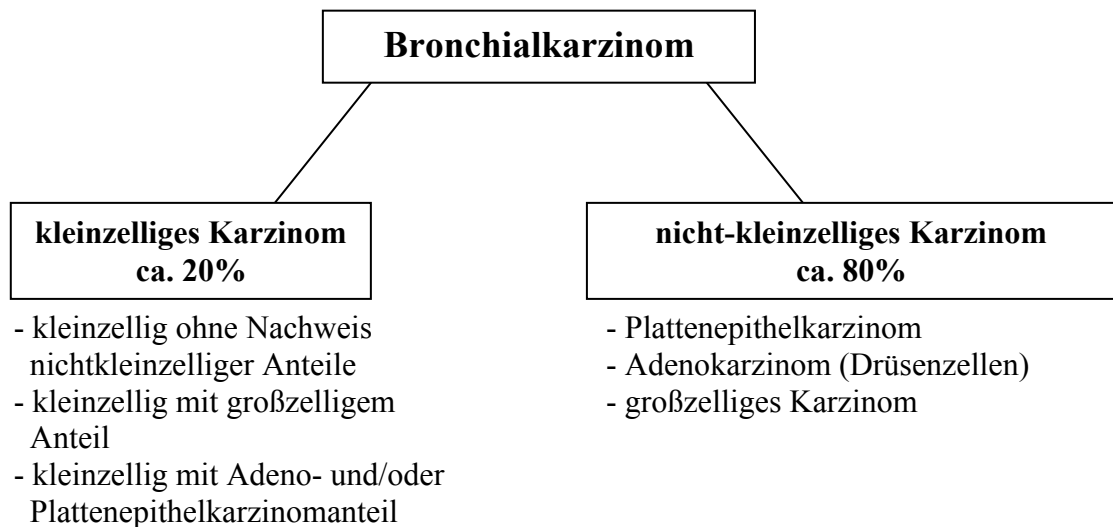 Bronchialkarzinom
kleinzelliges Karzinom
ca. 20%
- kleinzellig ohne Nachweis
nichtkleinzelliger Anteile
- kleinzellig mit großzelligem
Anteil
- kleinzellig mit Adeno- und/oder
Plattenepithelkarzinomanteil
nicht-kleinzelliges Karzinom
ca. 80%
- Plattenepithelkarzinom
- Adenokarzinom (Drüsenzellen)
- großzelliges Karzinom